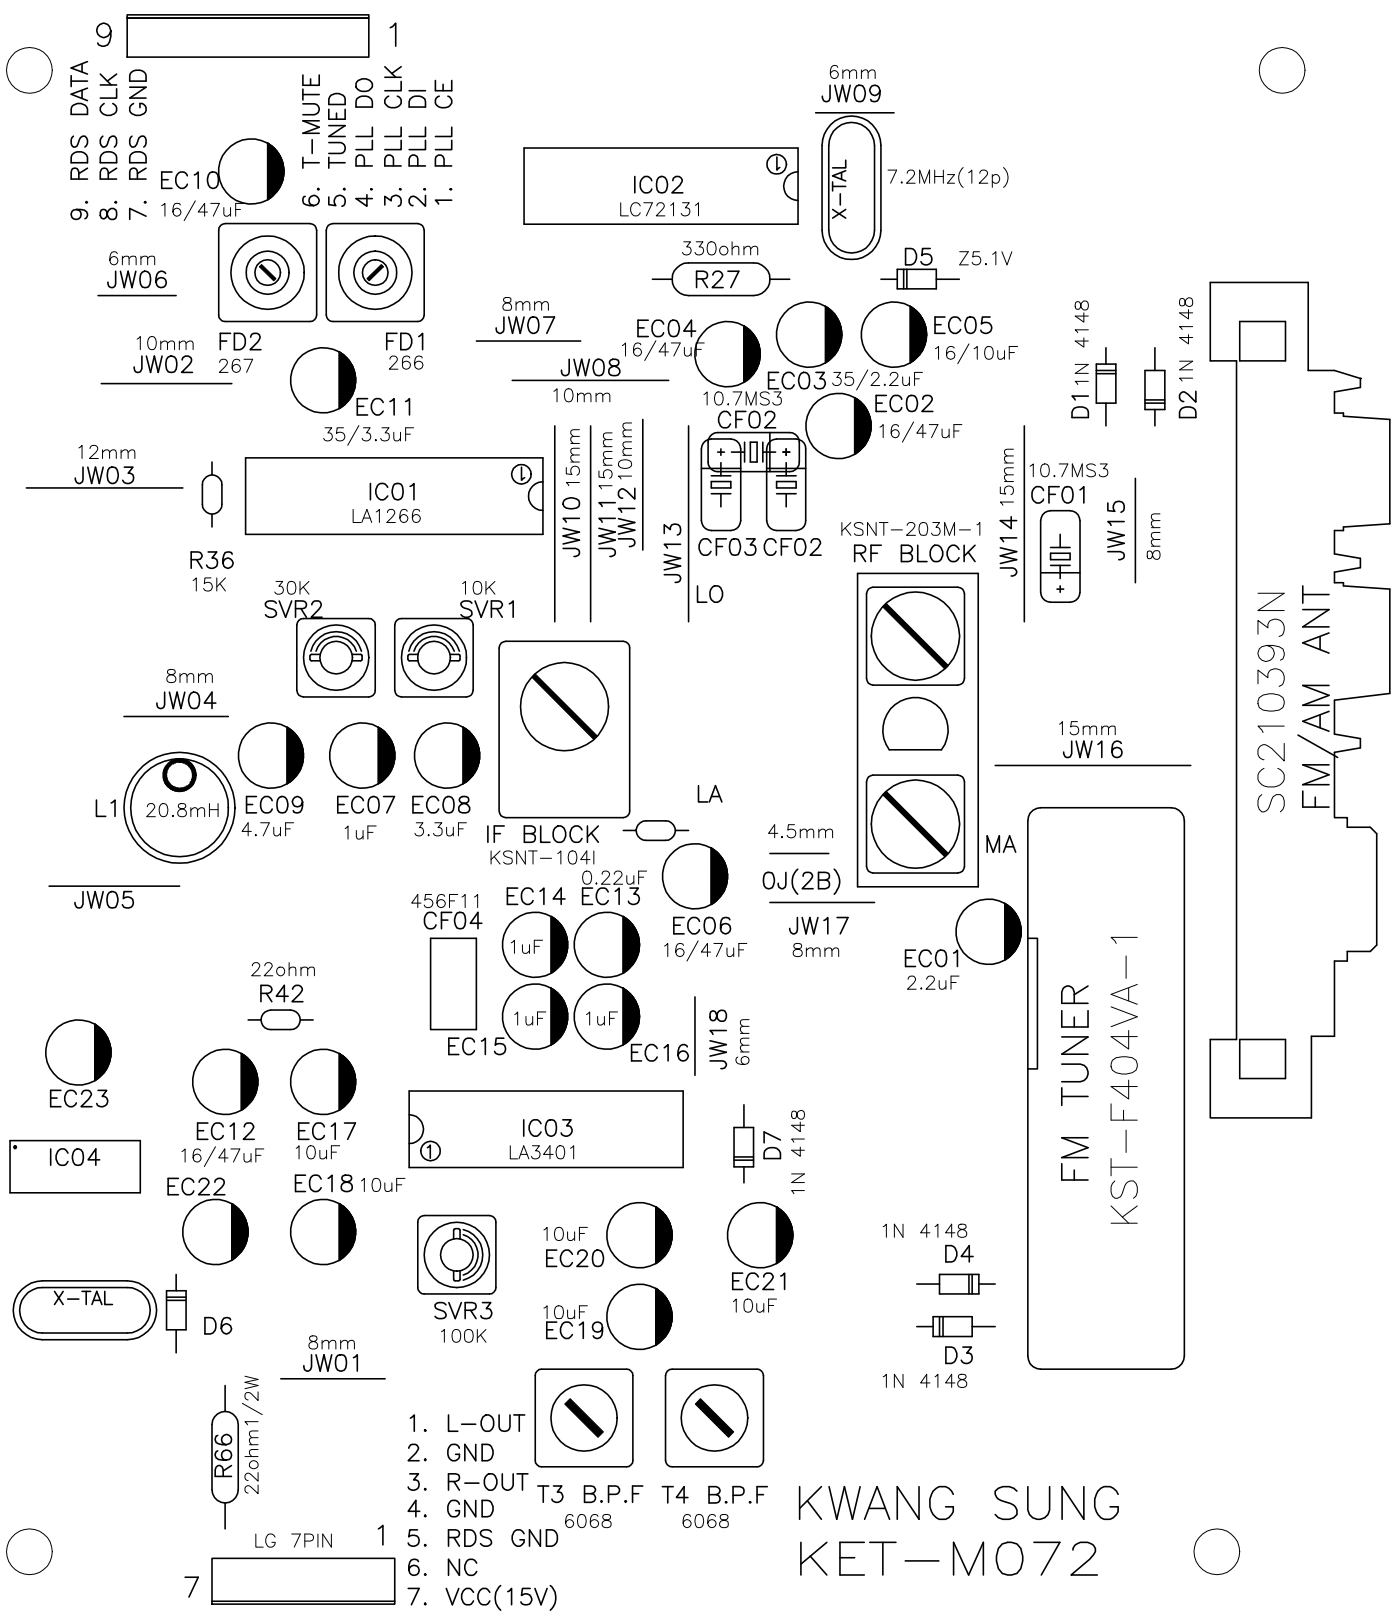 9
1
9. RDS DATA
8. RDS CLK
7. RDS GND
6. T-MUTE
5. TUNED
4. PLL DO
3. PLL CLK
2. PLL DI
1. PLL CE
6mm
JW09
EC10
16/47uF
IC02
LC72131
1
X-TAL
7.2MHz(12p)
6mm
JW06
330ohm
R27
D5
Z5.1V
FD2
267
FD1
266
10mm
JW02
8mm
JW07
EC04
16/47uF
EC03
35/2.2uF
EC05
16/10uF
D1
1N 4148
D2
1N 4148
EC11
35/3.3uF
JW08
10mm
10.7MS3
CF02
EC02
16/47uF
12mm
JW03
IC01
LA1266
1
R36
15K
JW10
15mm
JW11
15mm
JW12
10mm
JW13
CF03
CF02
LO
KSNT-203M-1
RF BLOCK
JW14
15mm
10.7MS3
CF01
JW15
8mm
30K
SVR2
10K
SVR1
SC210393N
FM/AM ANT
8mm
JW04
15mm
JW16
L1
20.8mH
EC09
4.7uF
EC07
1uF
EC08
3.3uF
IF BLOCK
KSNT-104I
LA
MA
4.5mm
0J(2B)
JW17
8mm
JW05
456F11
CF04
EC14
1uF
0.22uF
EC13
EC06
16/47uF
EC01
2.2uF
22ohm
R42
1uF
EC15
1uF
EC16
JW18
6mm
FM TUNER
KST-F404VA-1
EC23
EC12
16/47uF
EC17
10uF
IC03
LA3401
1
D7
1N 4148
IC04
EC22
EC18
10uF
10uF
EC20
EC21
10uF
1N 4148
D4
X-TAL
D6
SVR3
100K
10uF
EC19
D3
1N 4148
8mm
JW01
R66
22ohm1/2W
1. L-OUT
2. GND
3. R-OUT
4. GND
5. RDS GND
6. NC
7. VCC(15V)
T3 B.P.F
6068
T4 B.P.F
6068
LG 7PIN
1
7
KWANG SUNG
KET-M072